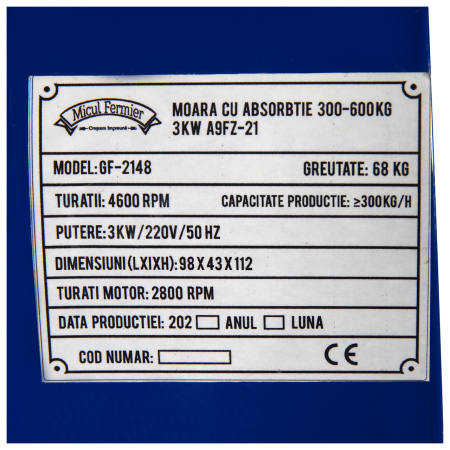 Micul Fermier
Creștem împreună
MOARA CU ABSORBTIE 300-600KG
3KW A9FZ-21
MODEL:GF-2148 GREUTATE: 68 KG
TURATII: 4600 RPM CAPACITATE PRODUCTIE: ≥300KG/H
PUTERE:3KW/220V/50 HZ
DIMENSIUNI(LXIXH):98X43X112
TURATI MOTOR: 2800 RPM
DATA PRODUCTIEI: 202 ANUL LUNA
COD NUMAR: CE